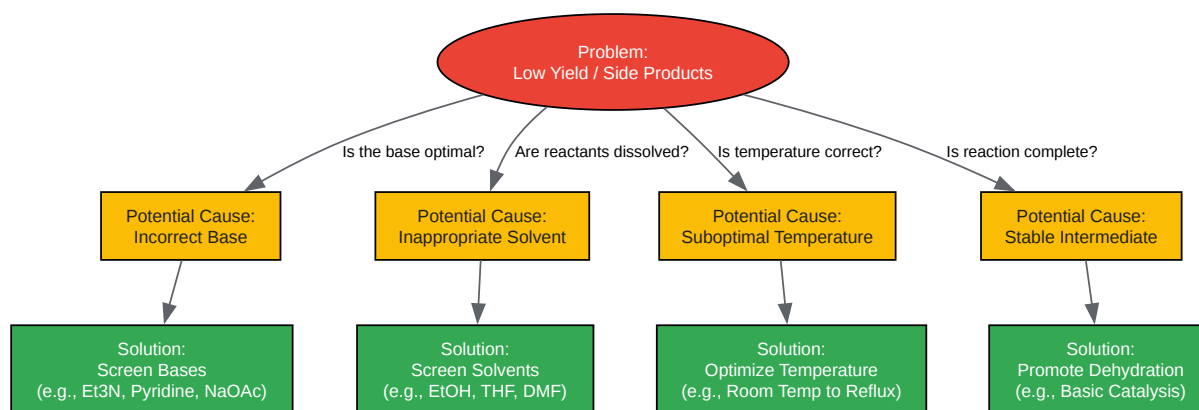 Problem:
Low Yield / Side Products
Is the base optimal?
Are reactants dissolved?
Is temperature correct?
Is reaction complete?
Potential Cause:
Incorrect Base
Potential Cause:
Inappropriate Solvent
Potential Cause:
Suboptimal Temperature
Potential Cause:
Stable Intermediate
Solution:
Screen Bases
(e.g., Et3N, Pyridine, NaOAc)
Solution:
Screen Solvents
(e.g., EtOH, THF, DMF)
Solution:
Optimize Temperature
(e.g., Room Temp to Reflux)
Solution:
Promote Dehydration
(e.g., Basic Catalysis)